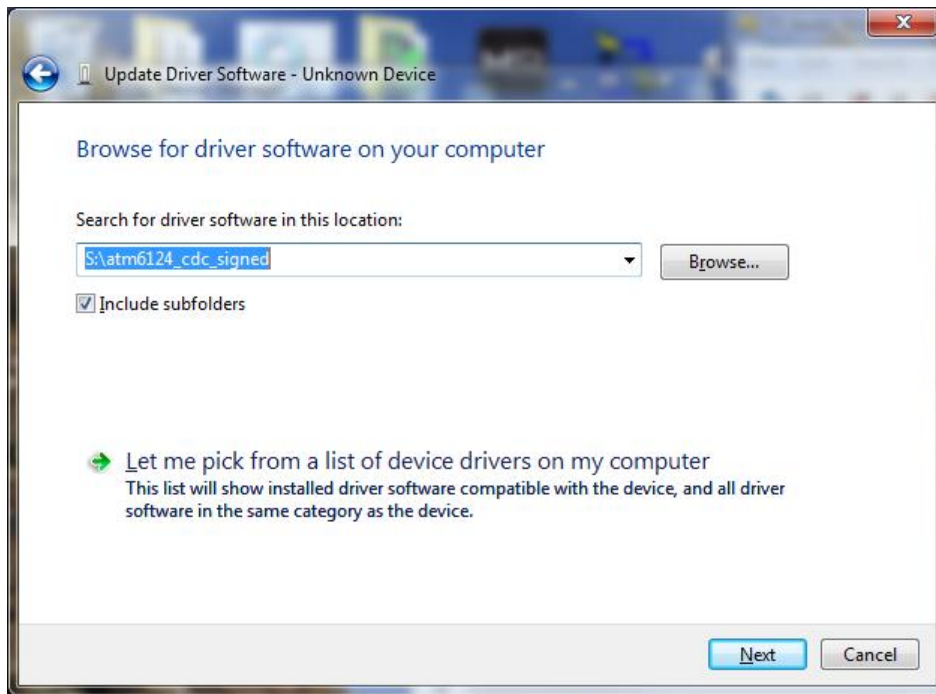 Update Driver Software - Unknown Device
Browse for driver software on your computer
Search for driver software in this location:
S:\atm6124_cdc_signed
Browse...
Include subfolders
Let me pick from a list of device drivers on my computer
This list will show installed driver software compatible with the device, and all driver
software in the same category as the device.
Next
Cancel